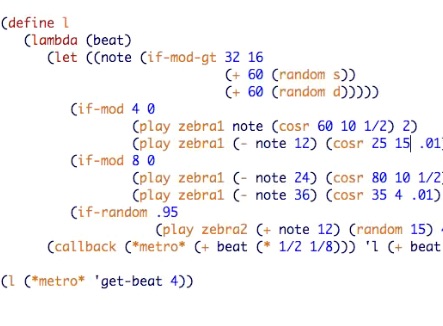 (define l
(lambda (beat)
(let ((note (if-mod-gt 32 16
(+ 60 (random s))
(+ 60 (random d)))))
(if-mod 4 0
(play zebra1 note (cosr 60 10 1/2) 2)
(play zebra1 (- note 12) (cosr 25 15 .01)
(if-mod 8 0
(play zebra1 (- note 24) (cosr 80 10 1/2
(play zebra1 (- note 36) (cosr 35 4 .01)
(if-random .95
(play zebra2 (+ note 12) (random 15) 4
(callback (*metro* (+ beat (* 1/2 1/8))) 'l (+ beat
(l (*metro* 'get-beat 4))